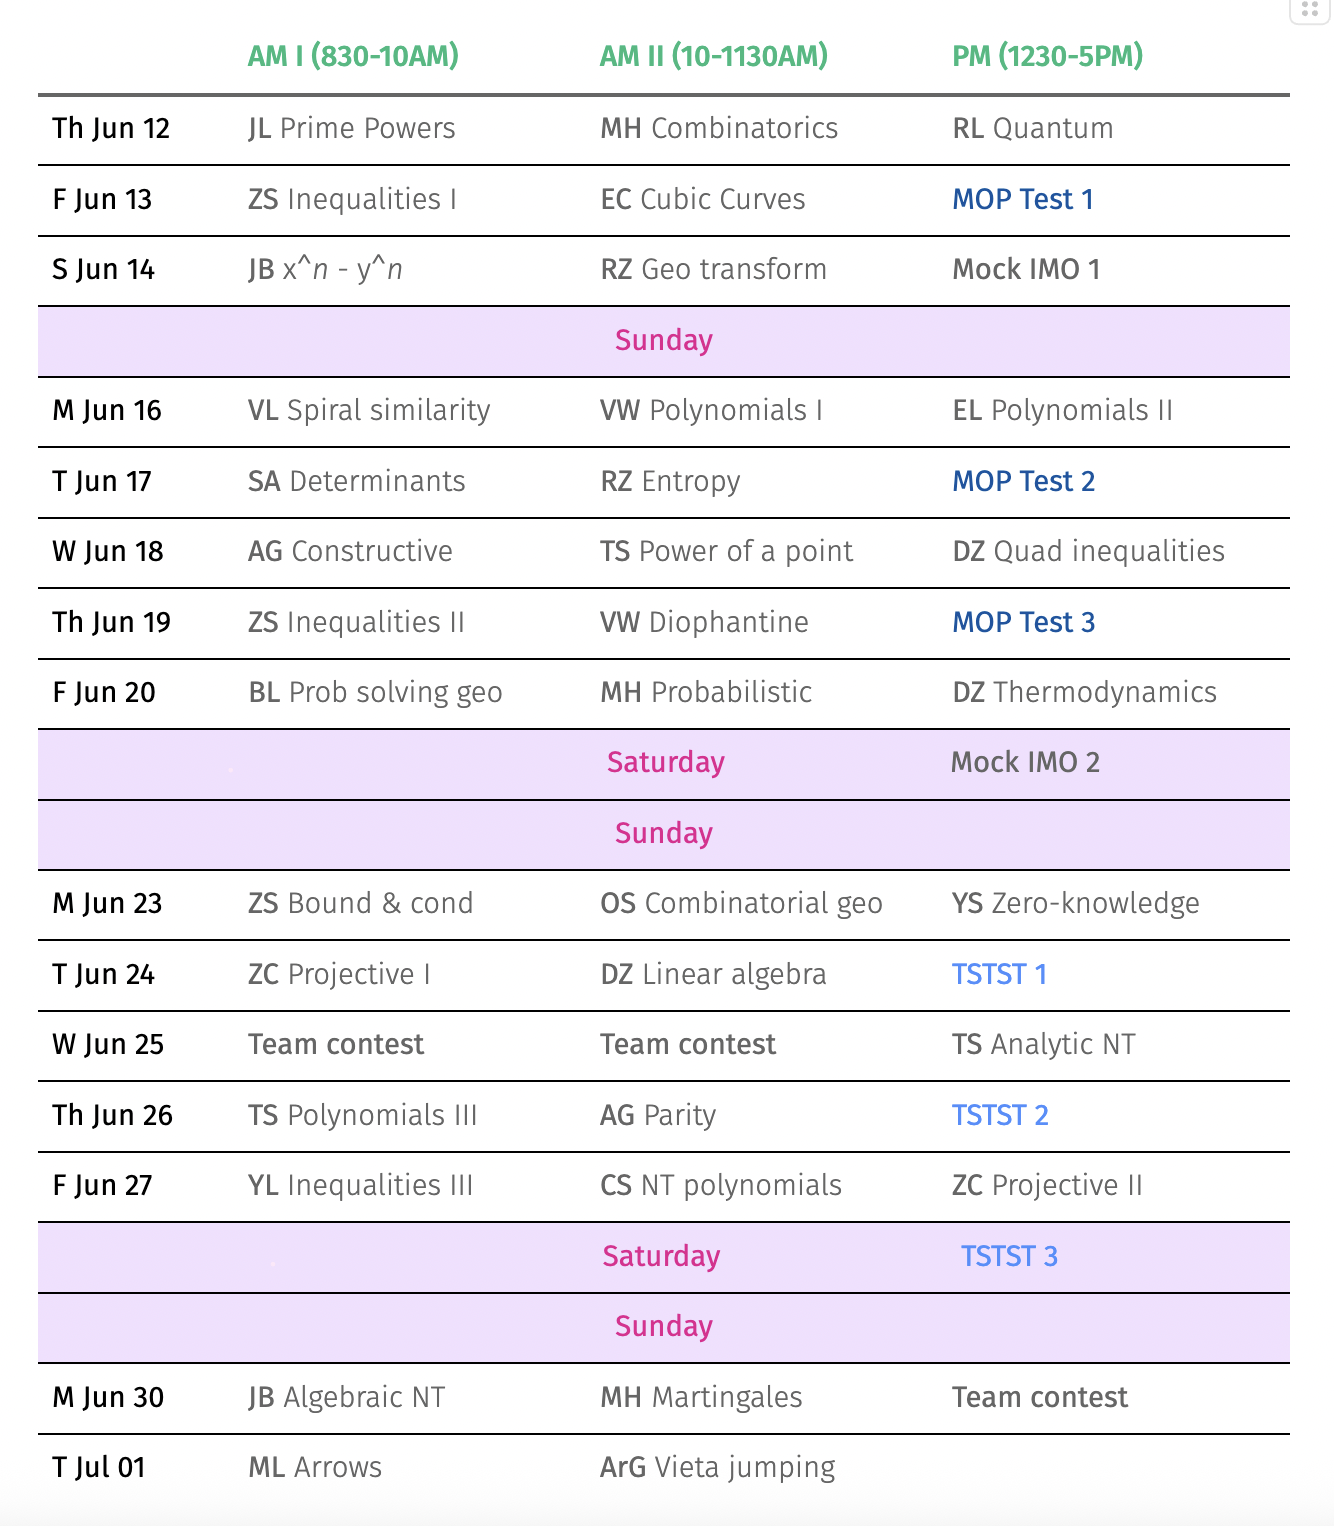 AM I (830-10AM) AM II (10-1130AM) PM (1230-5PM)
Th Jun 12 JL Prime Powers MH Combinatorics RL Quantum
F Jun 13 ZS Inequalities I EC Cubic Curves MOP Test 1
S Jun 14 JB x^n - y^n RZ Geo transform Mock IMO 1
Sunday
M Jun 16 VL Spiral similarity VW Polynomials I EL Polynomials II
T Jun 17 SA Determinants RZ Entropy MOP Test 2
W Jun 18 AG Constructive TS Power of a point DZ Quad inequalities
Th Jun 19 ZS Inequalities II VW Diophantine MOP Test 3
F Jun 20 BL Prob solving geo MH Probabilistic DZ Thermodynamics
Saturday Mock IMO 2
Sunday
M Jun 23 ZS Bound & cond OS Combinatorial geo YS Zero-knowledge
T Jun 24 ZC Projective I DZ Linear algebra TSTST 1
W Jun 25 Team contest Team contest TS Analytic NT
Th Jun 26 TS Polynomials III AG Parity TSTST 2
F Jun 27 YL Inequalities III CS NT polynomials ZC Projective II
Saturday TSTST 3
Sunday
M Jun 30 JB Algebraic NT MH Martingales Team contest
T Jul 01 ML Arrows ArG Vieta jumping